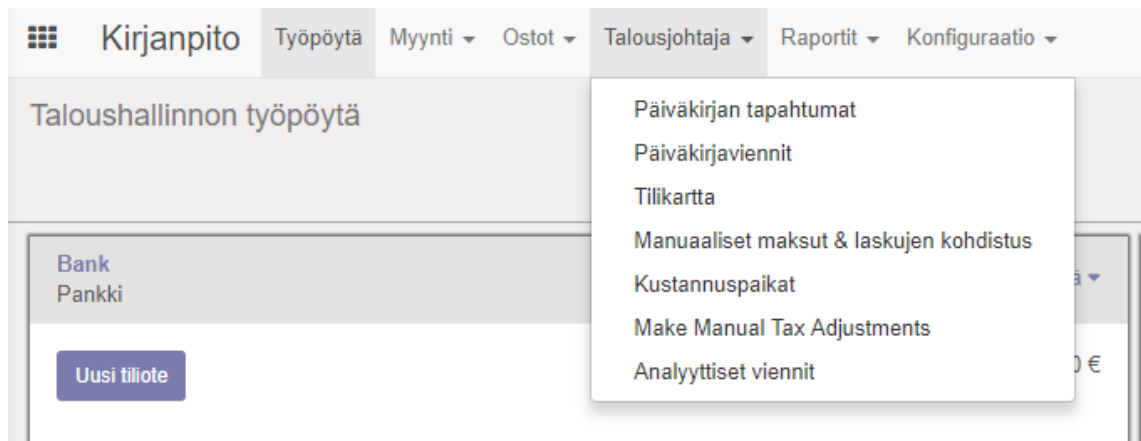 Kirjanpito Työpöytä Myynti Ostot Talousjohtaja Raportit Konfiguraatio
Taloushallinnon työpöytä
Päiväkirjan tapahtumat
Päiväkirjaviennit
Tilikartta
Manuaaliset maksut & laskujen kohdistus
Kustannuspaikat
Make Manual Tax Adjustments
Analyyttiset viennit
Bank
Pankki
Uusi tiliote
€